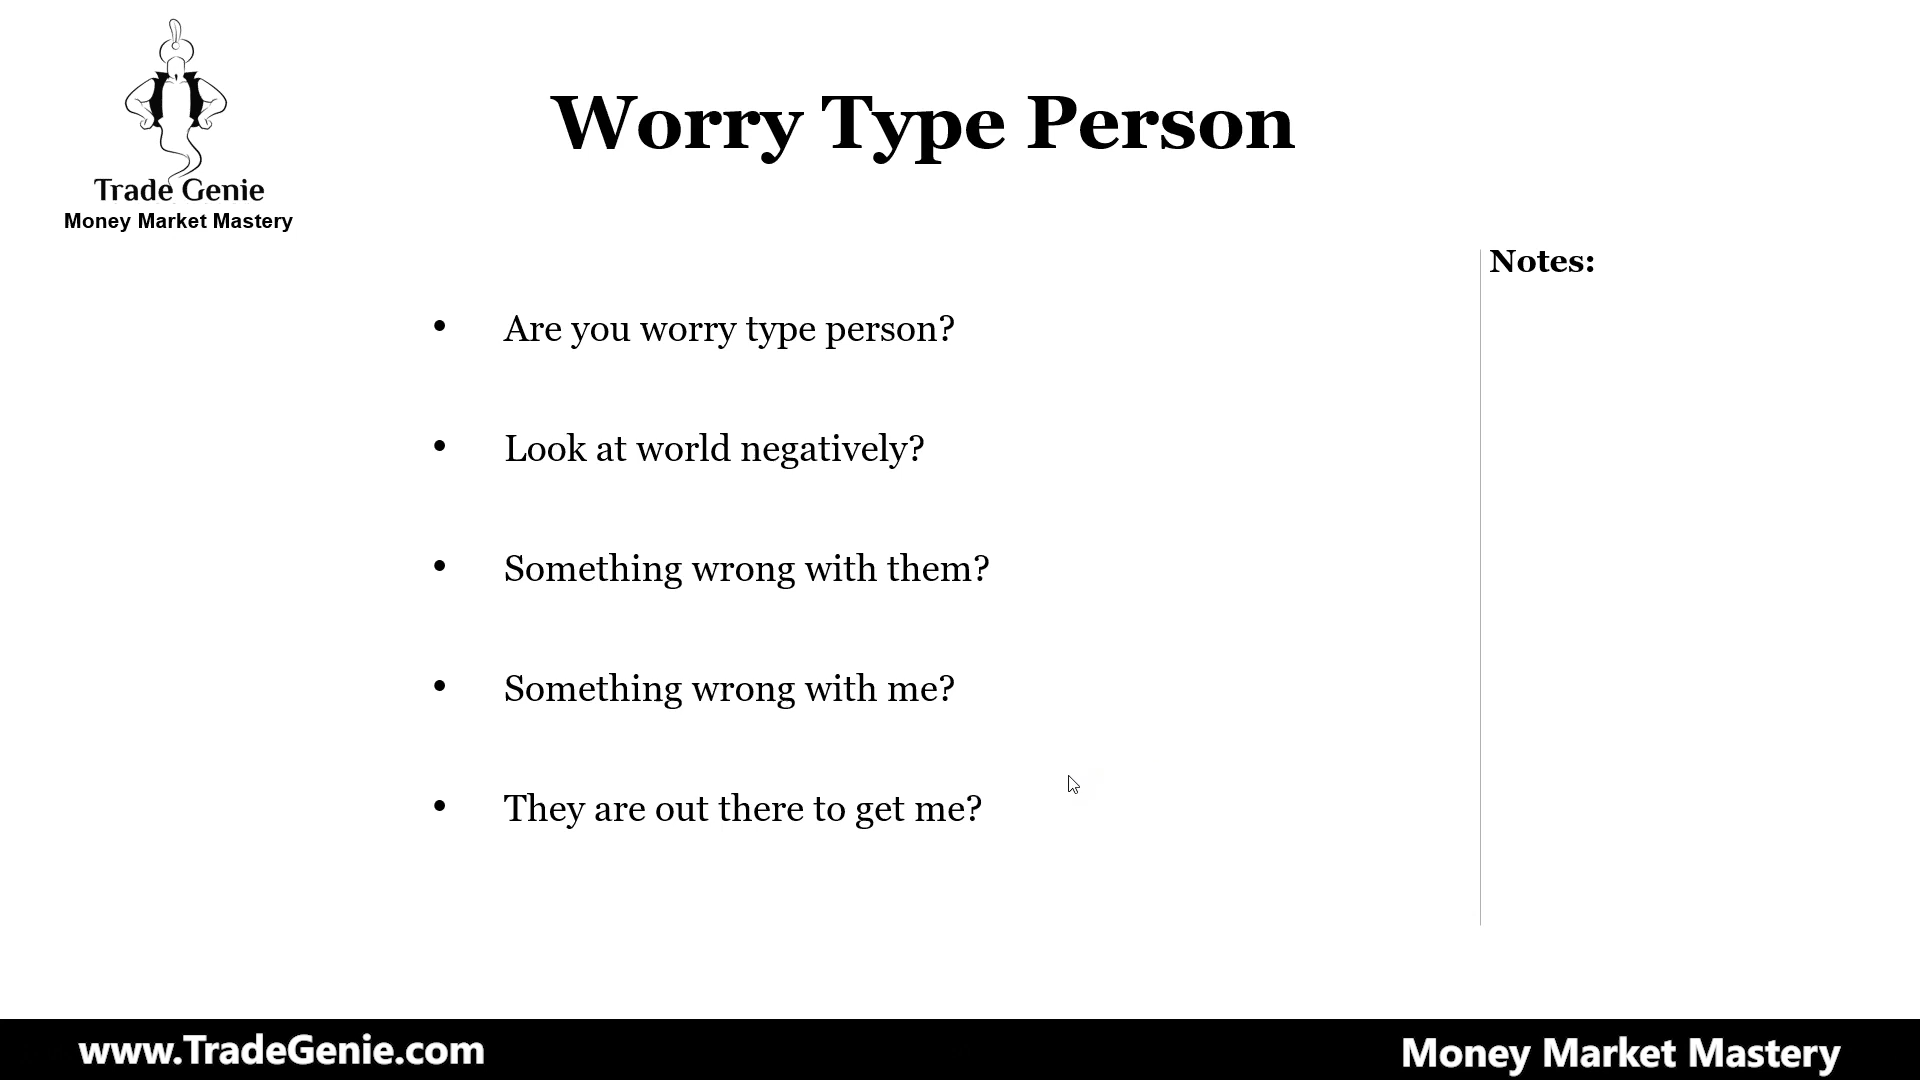 Trade Genie
Money Market Mastery
Worry Type Person
Notes:
• Are you worry type person?
• Look at world negatively?
• Something wrong with them?
• Something wrong with me?
• They are out there to get me?
www.TradeGenie.com
Money Market Mastery